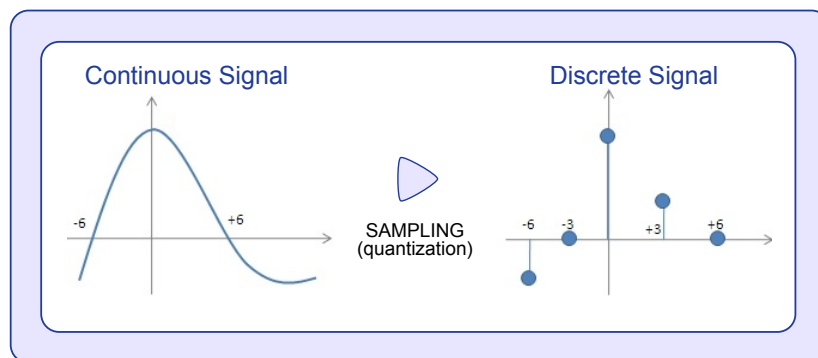 Continuous Signal
Discrete Signal
-6
+6
SAMPLING
(quantization)
-6
-3
+3
+6